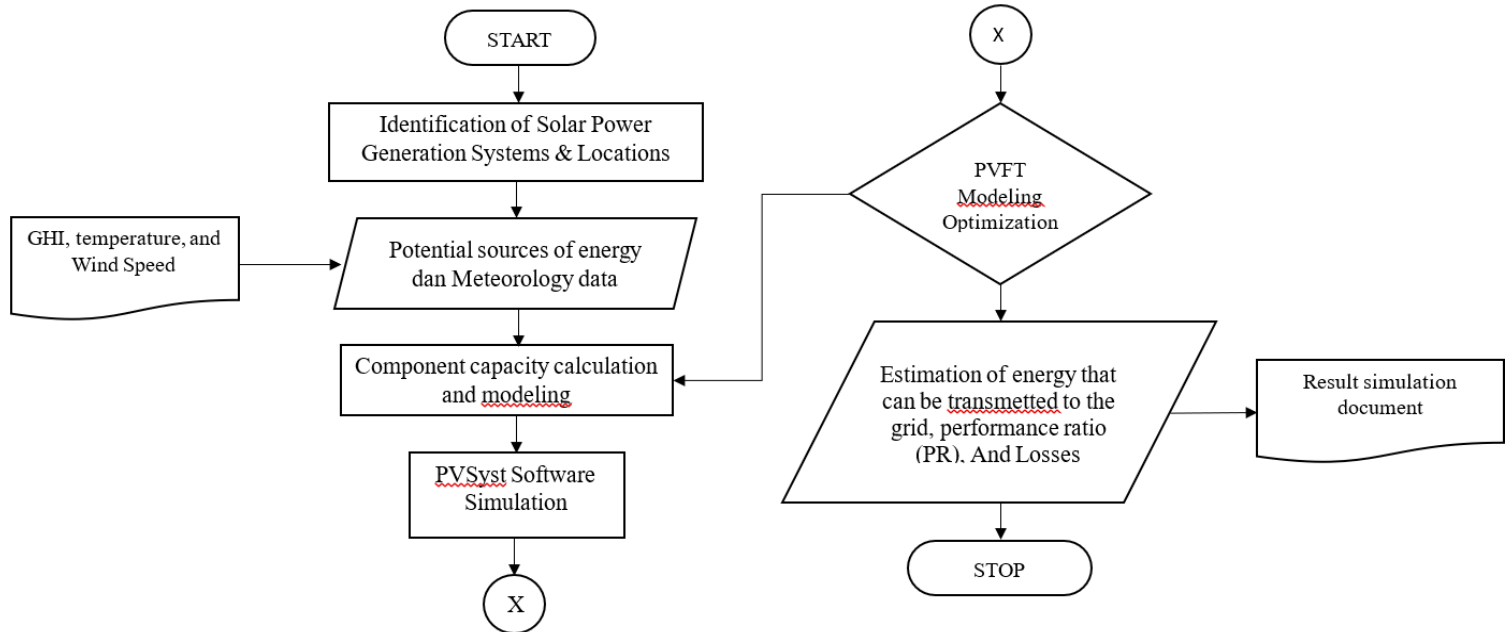 START
Identification of Solar Power
Generation Systems & Locations
GHI, temperature, and
Wind Speed
Potential sources of energy
dan Meteorology data
Component capacity calculation
and modeling
PVSyst Software
Simulation
X
X
PVFT
Modeling
Optimization
Estimation of energy that
can be transmetted to the
grid, performance ratio
(PR), And Losses
Result simulation
document
STOP